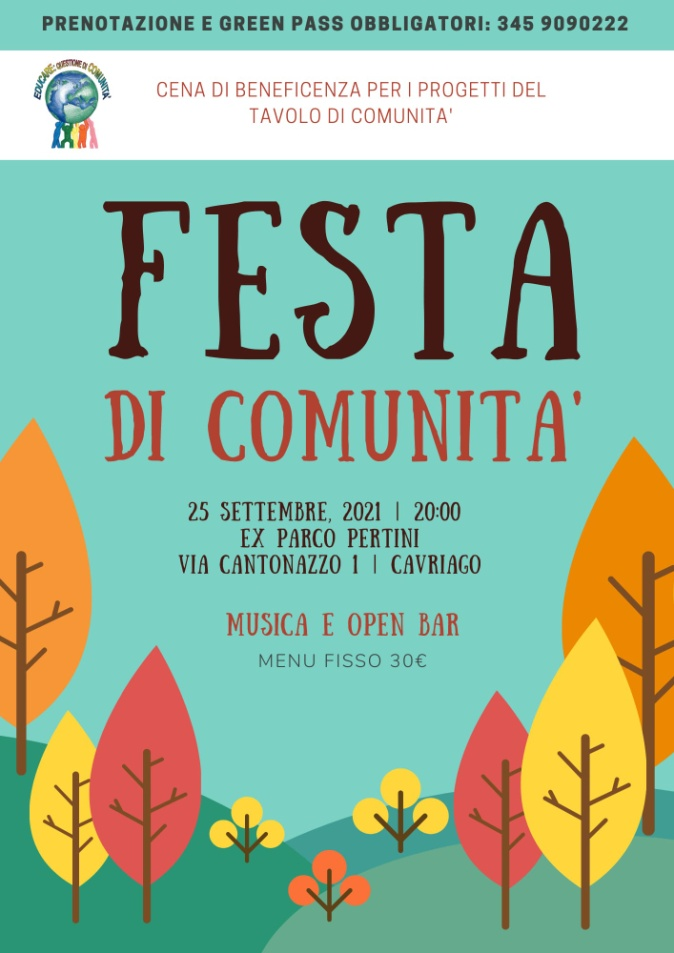 PRENOTAZIONE E GREEN PASS OBBLIGATORI: 345 9090222
EDUCARE: QUESTIONE DI COMUNITA'
CENA DI BENEFICENZA PER I PROGETTI DEL
TAVOLO DI COMUNITA'
FESTA
DI COMUNITA'
25 SETTEMBRE, 2021 | 20:00
EX PARCO PERTINI
VIA CANTONAZZO 1 | CAVRIAGO
MUSICA E OPEN BAR
MENU FISSO 30€